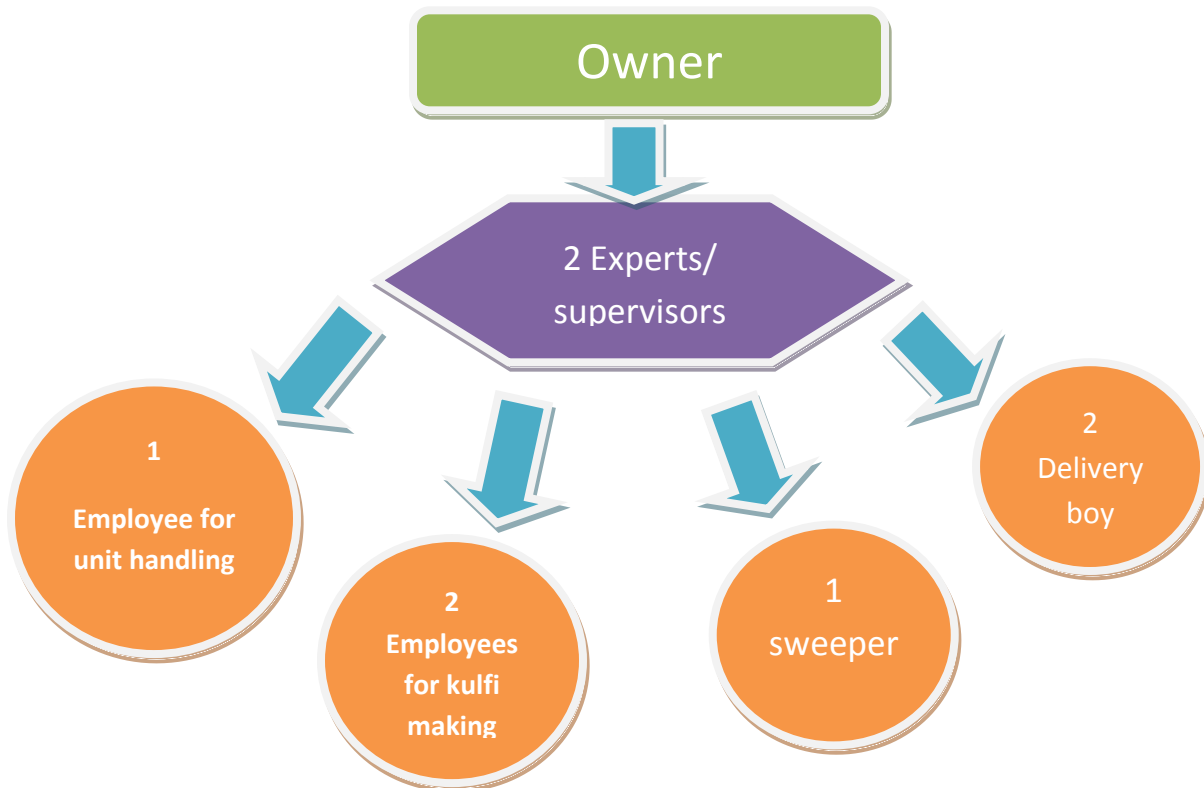 Owner
2 Experts/
supervisors
1
Employee for
unit handling
2
Employees
for kulfi
making
1
sweeper
2
Delivery
boy